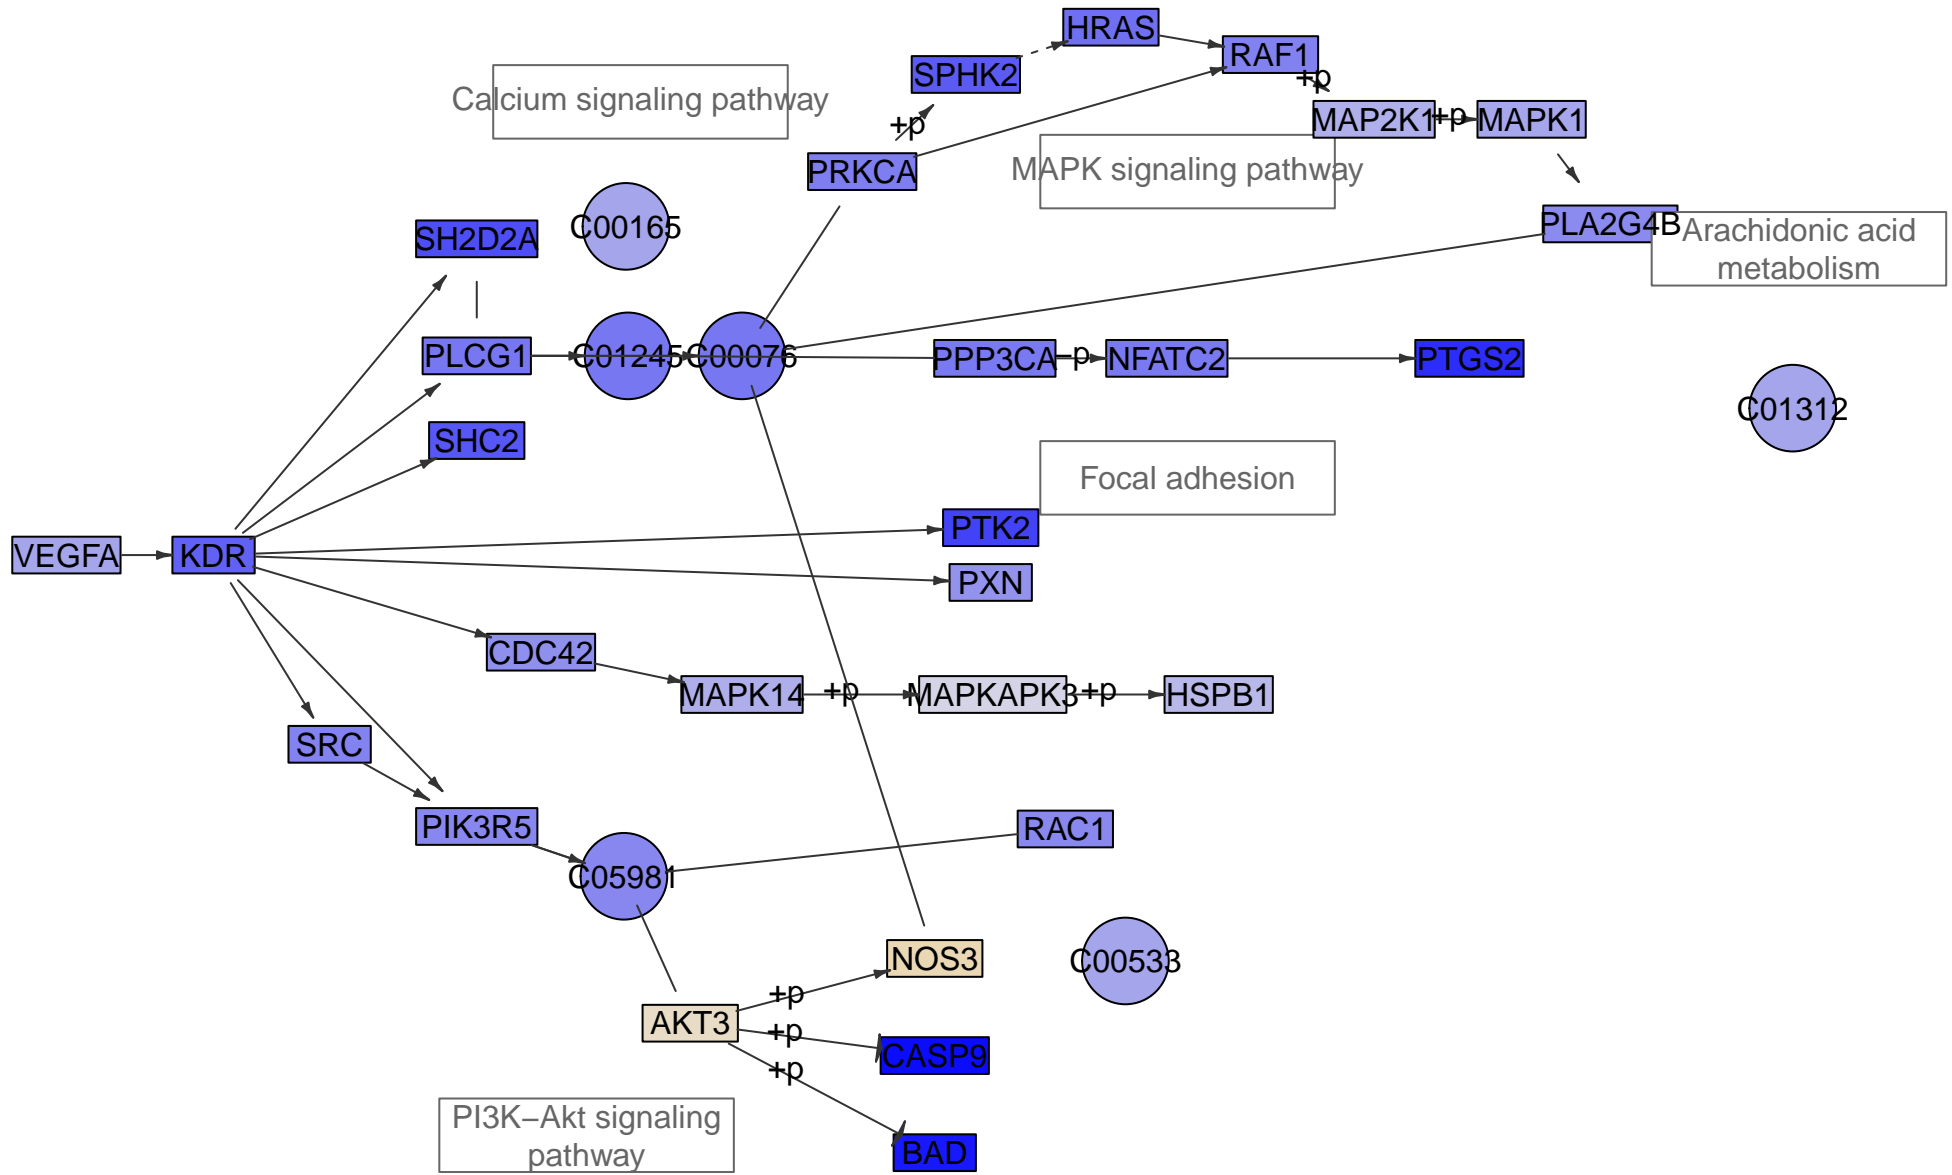 HRAS
RAF1
SPHK2
+p
Calcium signaling pathway
MAP2K1
+p
MAPK1
+p
PRKCA
MAPK signaling pathway
C00165
SH2D2A
PLA2G4B
Arachidonic acid
metabolism
PLCG1
C01245
C00076
PPP3CA
−p
NFATC2
PTGS2
C01312
SHC2
Focal adhesion
PTK2
VEGFA
KDR
PXN
CDC42
MAPK14
+p
MAPKAPK3
+p
HSPB1
SRC
PIK3R5
RAC1
C05981
NOS3
C00533
+p
AKT3
+p
CASP9
+p
PI3K−Akt signaling
pathway
BAD